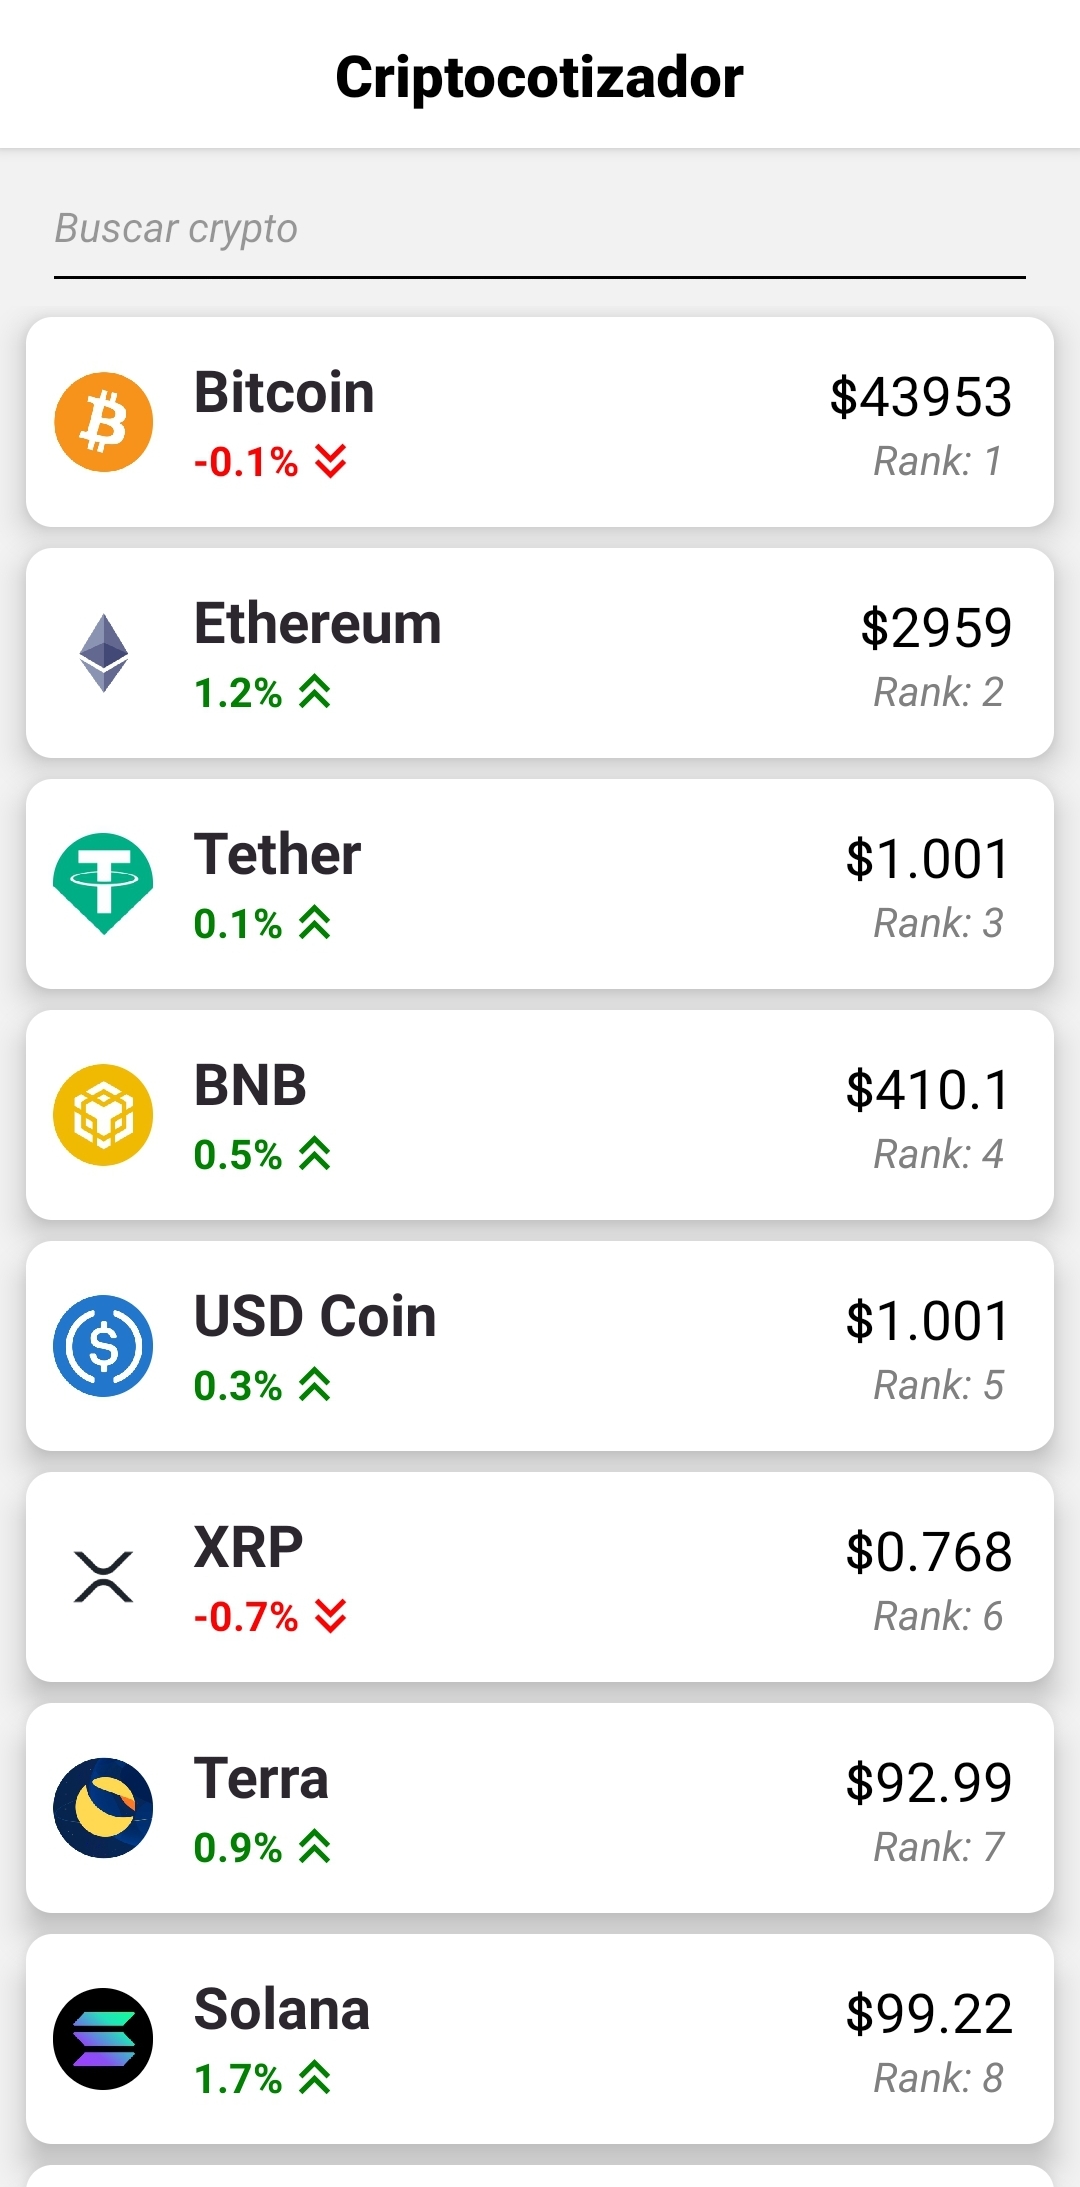 Criptocotizador
Buscar crypto
Bitcoin
$43953
-0.1%
Rank: 1
Ethereum
$2959
1.2%
Rank: 2
Tether
$1.001
0.1%
Rank: 3
BNB
$410.1
0.5%
Rank: 4
USD Coin
$1.001
0.3%
Rank: 5
XRP
$0.768
-0.7%
Rank: 6
Terra
$92.99
0.9%
Rank: 7
Solana
$99.22
1.7%
Rank: 8